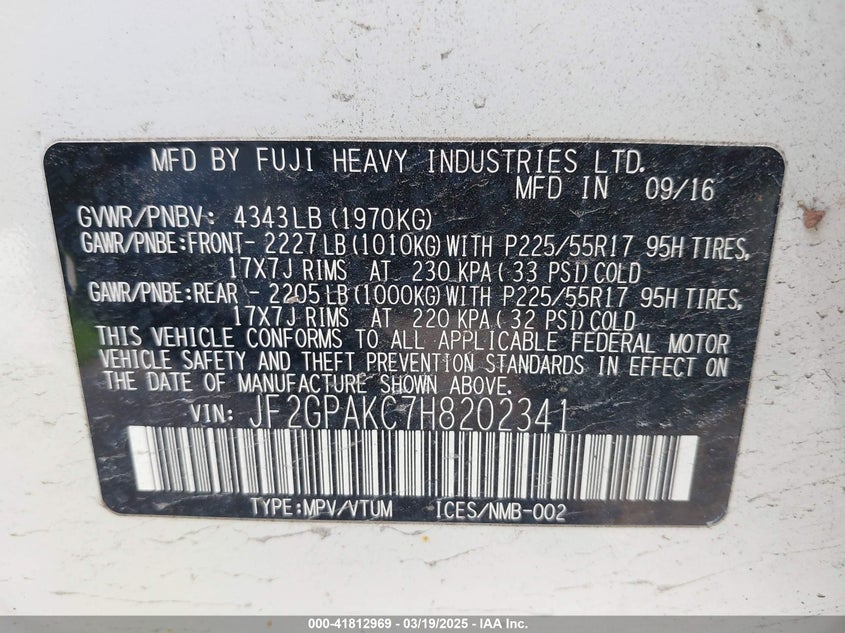 MFD BY FUJI HEAVY INDUSTRIES LTD.
MFD IN 09/16
GVWR/PNBV: 4343LB (1970KG)
GAWR/PNBE:FRONT- 2227LB (1010KG)WITH P225/55R17 95H TIRES,
17X7J RIMS AT 230 KPA(33 PSI)COLD
GAWR/PNBE:REAR - 2205LB (1000KG)WITH P225/55R17 95H TIRES,
17X7J RIMS AT 220 KPA(32 PSI)COLD
THIS VEHICLE CONFORMS TO ALL APPLICABLE FEDERAL MOTOR
VEHICLE SAFETY AND THEFT PREVENTION STANDARDS IN EFFECT ON
THE DATE OF MANUFACTURE SHOWN ABOVE.
VIN: JF2GPAKC7H8202341
TYPE:MPV/VTUM ICES/NMB-002
000-41812969 - 03/19/2025 - IAA Inc.